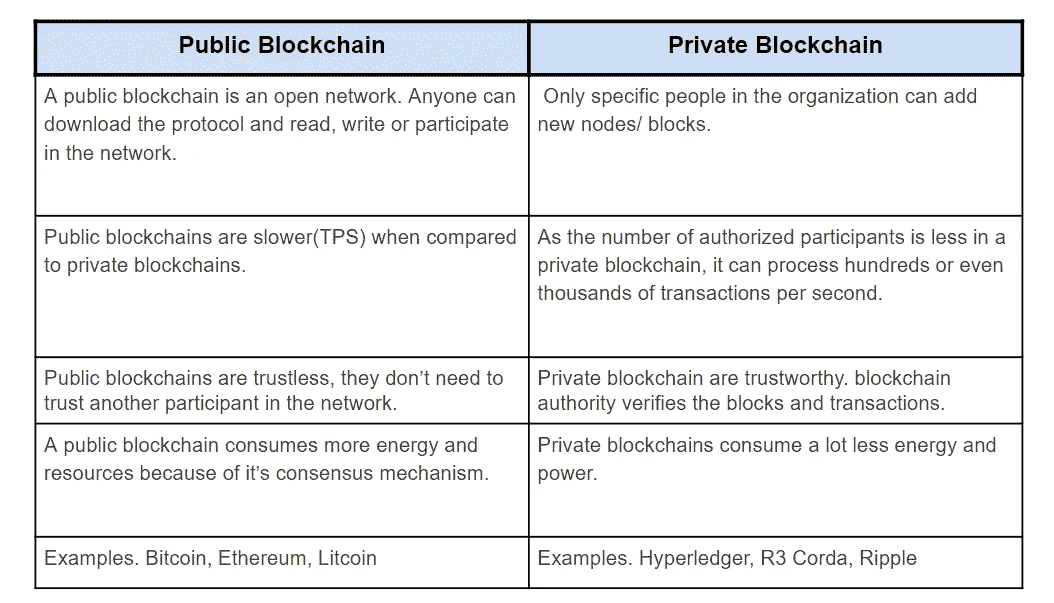 Public Blockchain
Private Blockchain
A public blockchain is an open network. Anyone can
download the protocol and read, write or participate
in the network.
Only specific people in the organization can add
new nodes/ blocks.
Public blockchains are slower(TPS) when compared
to private blockchains.
As the number of authorized participants is less in a
private blockchain, it can process hundreds or even
thousands of transactions per second.
Public blockchains are trustless, they don't need to
trust another participant in the network.
Private blockchain are trustworthy. blockchain
authority verifies the blocks and transactions.
A public blockchain consumes more energy and
resources because of it's consensus mechanism.
Private blockchains consume a lot less energy and
power.
Examples. Bitcoin, Ethereum, Litcoin
Examples. Hyperledger, R3 Corda, Ripple